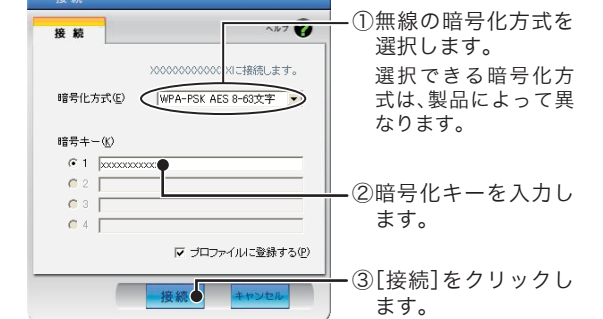 接続
接 続
ヘルプ
XXXXXXXXXXXXXに接続します。
暗号化方式(E)
WPA-PSK AES 8-63文字
暗号キー(K)
1
xxxxxxxxxxx
2
3
4
プロファイルに登録する(P)
接続
キャンセル
①無線の暗号化方式を
選択します。
選択できる暗号化方
式は、製品によって異
なります。
②暗号化キーを入力し
ます。
③[接続]をクリックし
ます。